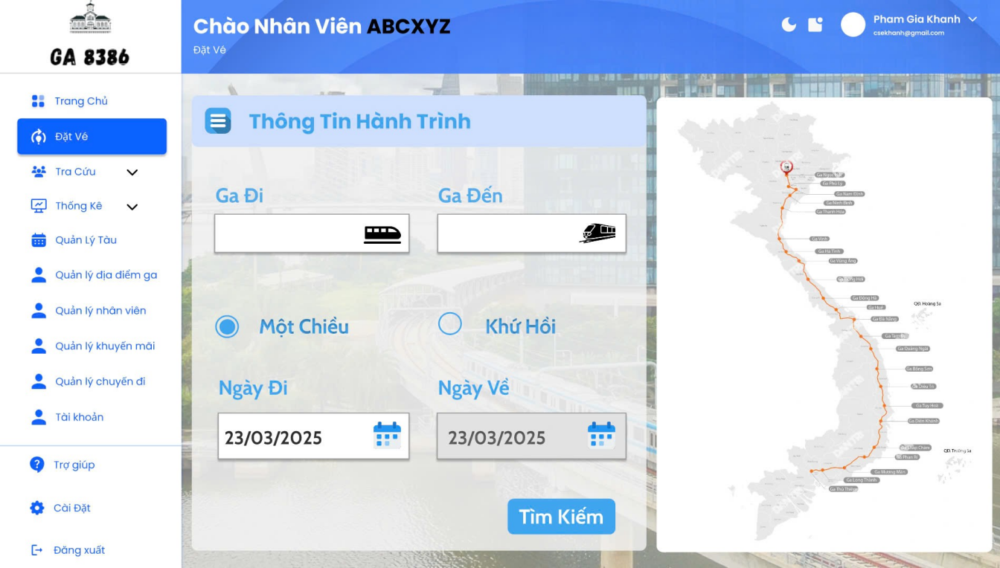 GA 8386
Trang Chủ
Đặt Vé
Tra Cứu
Thống Kê
Quản Lý Tàu
Quản lý địa điểm ga
Quản lý nhân viên
Quản lý khuyến mãi
Quản lý chuyến đi
Tài khoản
Trợ giúp
Cài Đặt
Đăng xuất
Chào Nhân Viên ABCXYZ
Đặt Vé
Pham Gia Khanh
csekhanh@gmail.com
Thông Tin Hành Trình
Ga Đi
Ga Đến
Một Chiều
Khứ Hồi
Ngày Đi
Ngày Về
23/03/2025
23/03/2025
Tìm Kiếm
Ga Ngọc Hồi
Ga Phủ Lý
Ga Nam Định
Ga Ninh Bình
Ga Thanh Hóa
Ga Vinh
Ga Hà Tĩnh
Ga Vũng Áng
Ga Đồng Hới
Ga Đông Hà
Ga Huế
QĐ. Hoàng Sa
Ga Đà Nẵng
Ga Quảng Ngãi
Ga Bồng Sơn
Ga Diêu Trì
Ga Tuy Hoà
Ga Diên Khánh
Ga Tháp Chàm
QĐ. Trường Sa
Ga Phan Rí
Ga Mương Mán
Ga Long Thành
Ga Thủ Thiêm